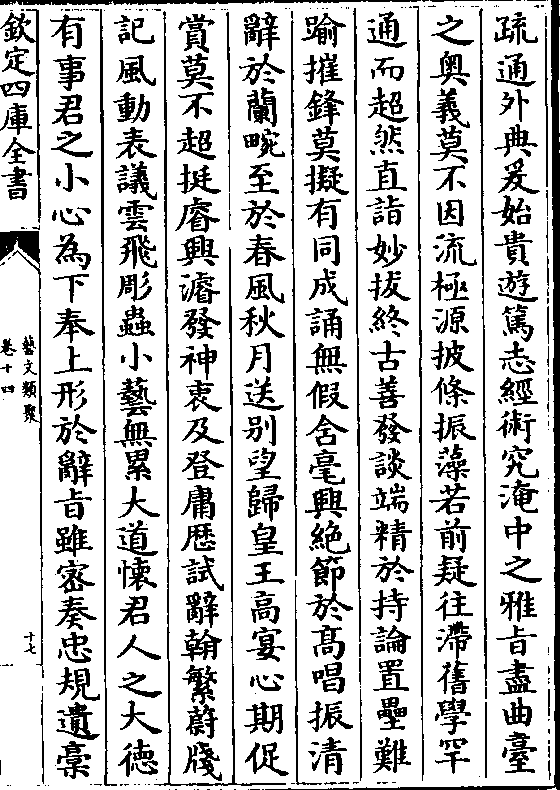 疏通外典爰始貴遊篤志經術究淹中之雅旨盡曲臺
之奥義莫不因流極源披條振藻若前疑往滯舊學罕
通而超然直詣妙拔終古善發談端精於持論置壘難
踰摧鋒莫擬有同成誦無假含毫興絶節於髙唱振清
辭於蘭畹至於春風秋月送别望歸皇王高宴心期促
賞莫不超挺睿興濬發神衷及登庸歴試辭翰繁蔚牋
記風動表議雲飛彫蟲小藝無累大道懷君人之大德
有事君之小心為下奉上形於辭旨雖宻奏忠規遺稾
欽定四庫全書
藝文類聚
卷十四
十七